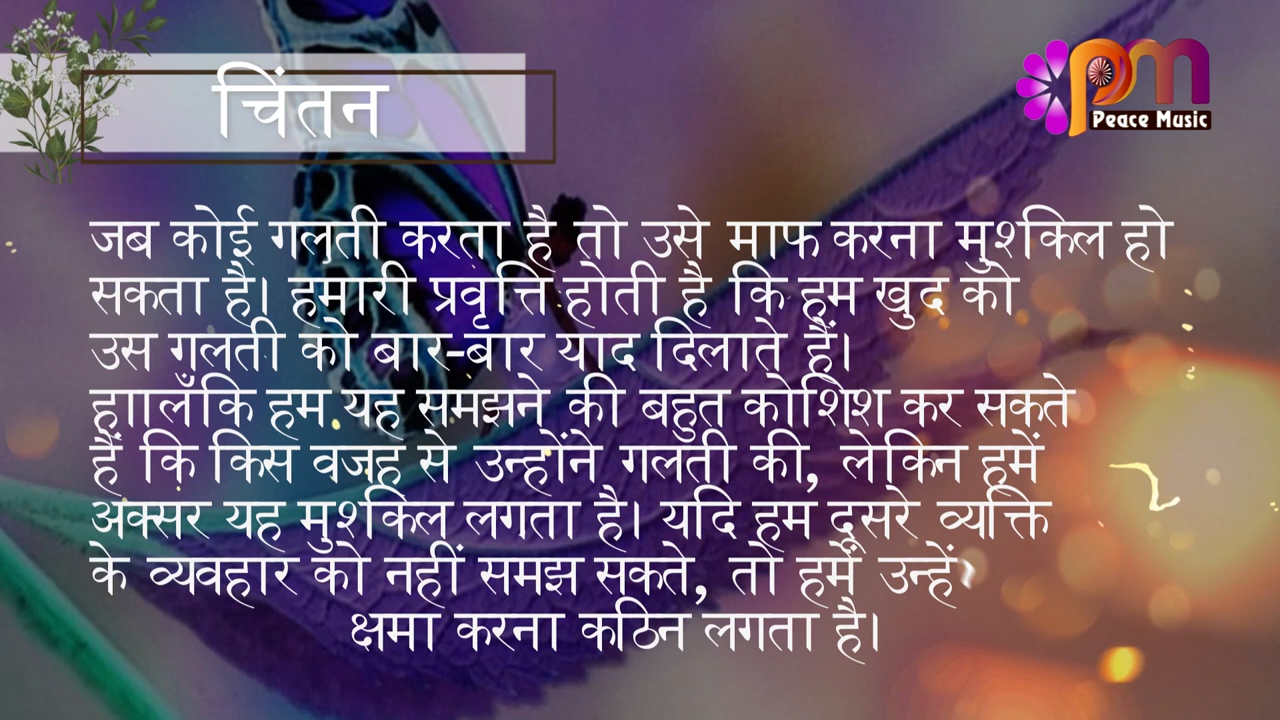 चिंतन
Peace Music
जब कोई गलती करता है तो उसे माफ करना मुश्किल हो
सकता है। हमारी प्रवृत्ति होती है कि हम खुद को
उस गलती को बार-बार याद दिलाते हैं।
हाालँकि हम यह समझने की बहुत कोशिश कर सकते
हैं कि किस वजह से उन्होंने गलती की, लेकिन हमें
अक्सर यह मुश्किल लगता है। यदि हम दूसरे व्यक्ति
के व्यवहार को नहीं समझ सकते, तो हमें उन्हें
क्षमा करना कठिन लगता है।